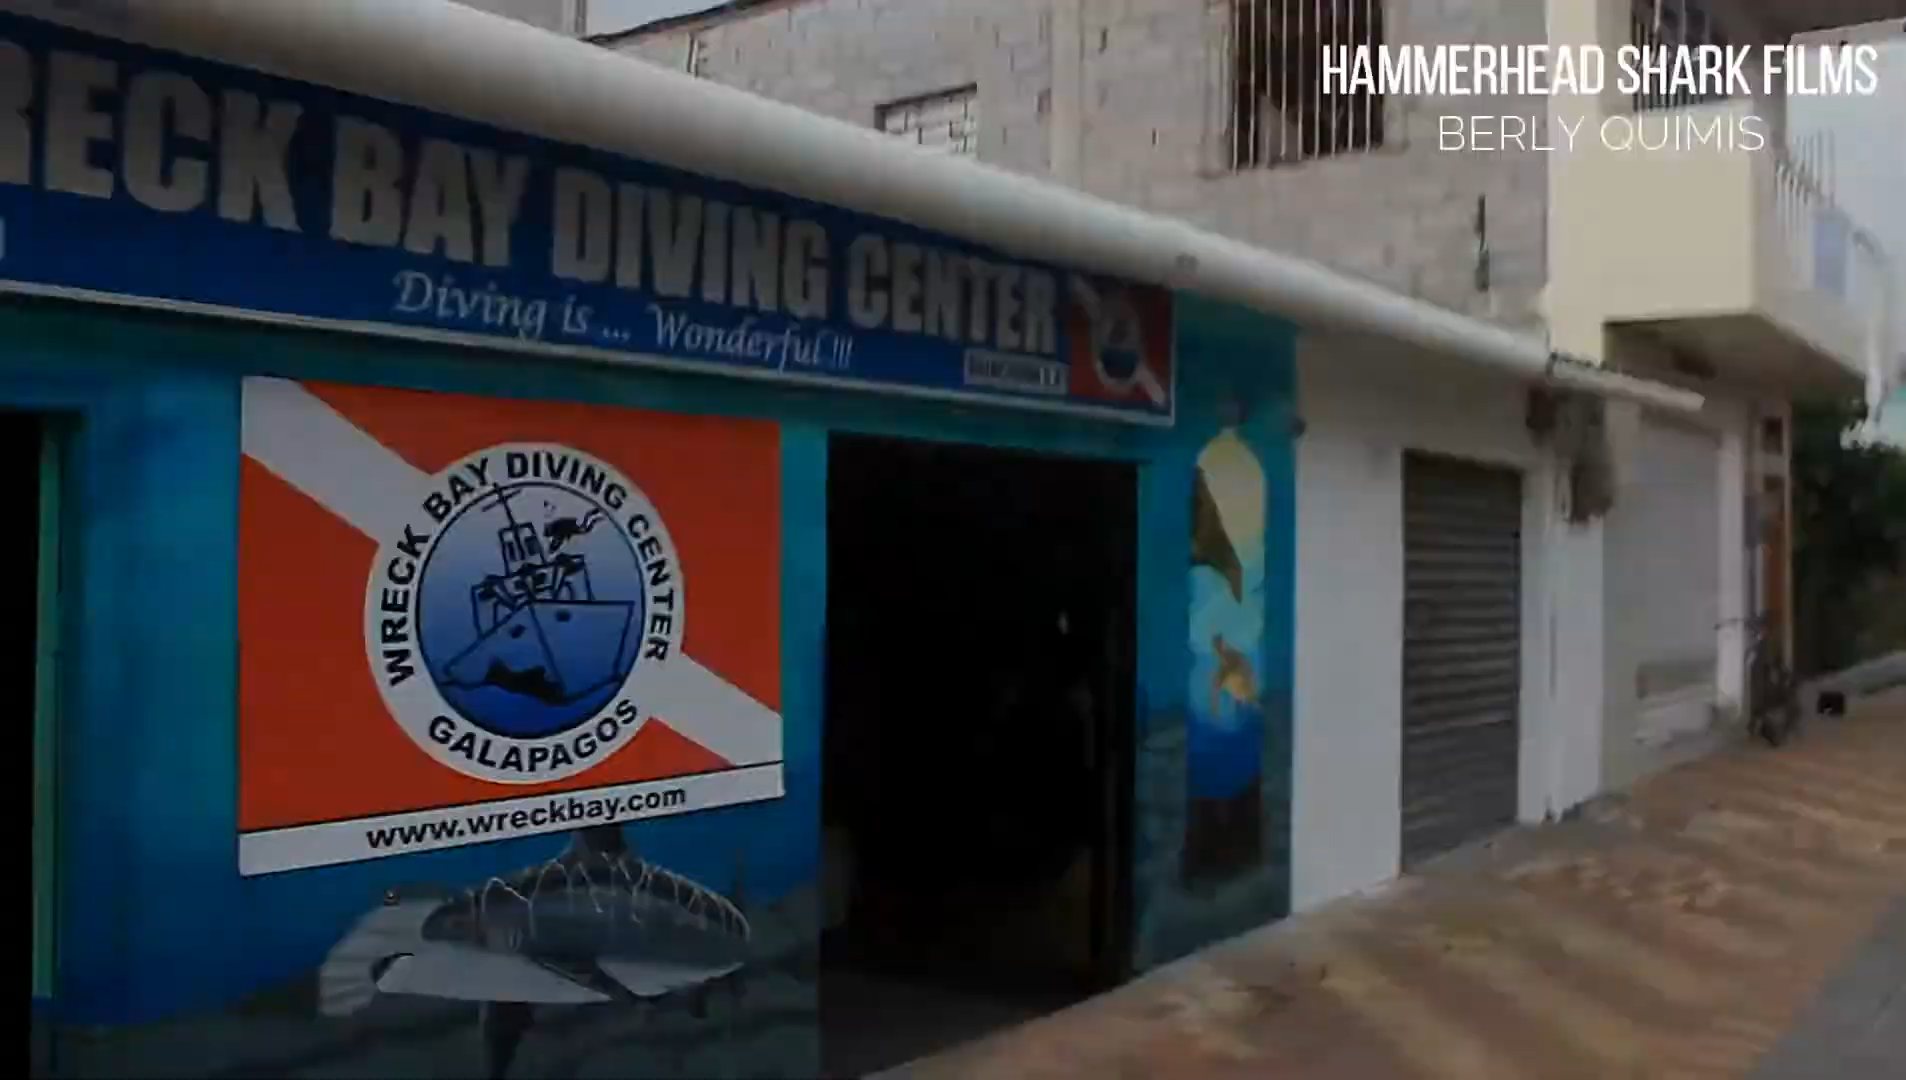 HAMMERHEAD SHARK FILMS
BERLY QUIMIS
RECK BAY DIVING CENTER
Diving is ... Wonderful !!!
WRECK BAY DIVING CENTER
GALAPAGOS
www.wreckbay.com